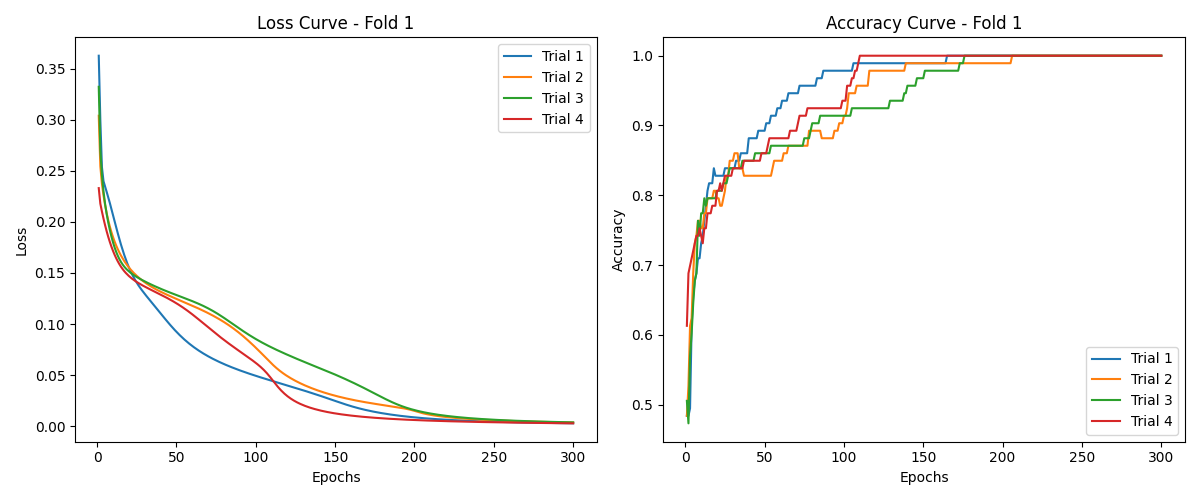 Loss Curve - Fold 1
Loss
0.35
0.30
0.25
0.20
0.15
0.10
0.05
0.00
0 50 100 150 200 250 300
Epochs
Trial 1
Trial 2
Trial 3
Trial 4
Accuracy Curve - Fold 1
Accuracy
1.0
0.9
0.8
0.7
0.6
0.5
0 50 100 150 200 250 300
Epochs
Trial 1
Trial 2
Trial 3
Trial 4